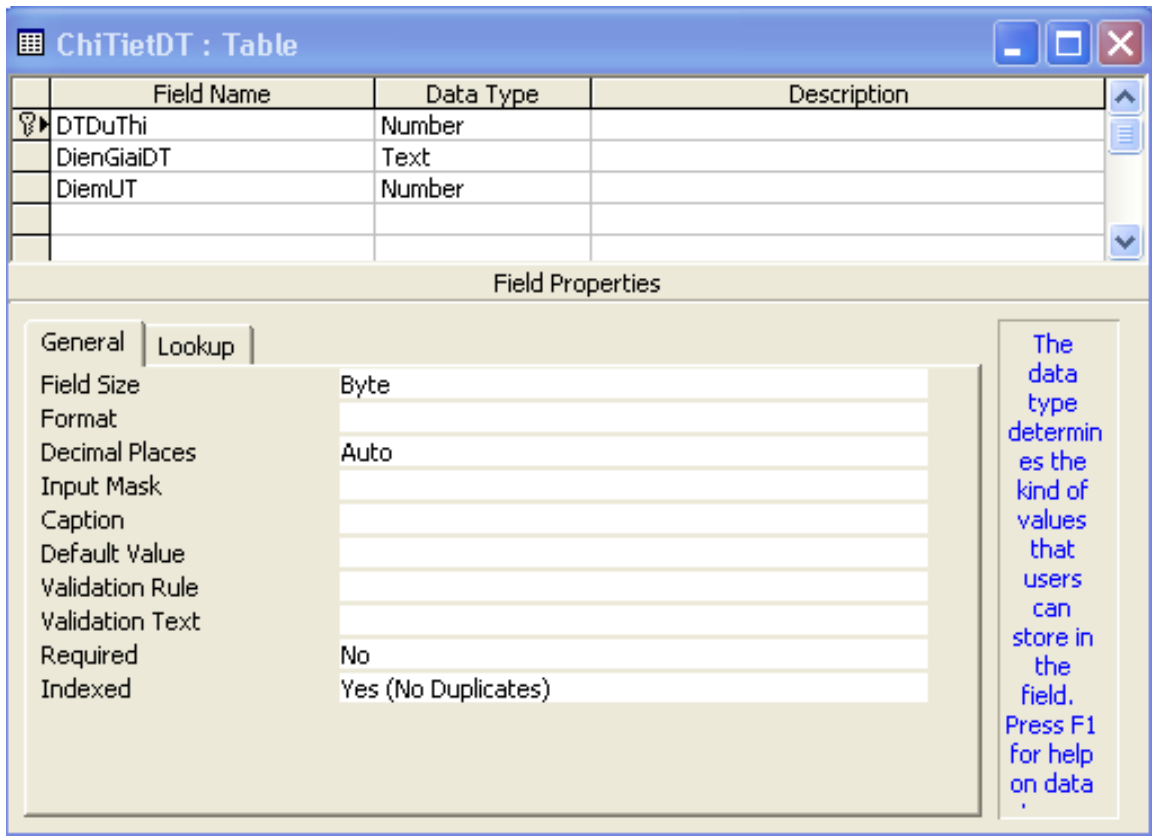 ChiTietDT : Table
Field Name Data Type Description
DTDuThi Number
DienGiaiDT Text
DiemUT Number
Field Properties
General Lookup
Field Size Byte
Format
Decimal Places Auto
Input Mask
Caption
Default Value
Validation Rule
Validation Text
Required No
Indexed Yes (No Duplicates)
The
data
type
determin
es the
kind of
values
that
users
can
store in
the
field.
Press F1
for help
on data